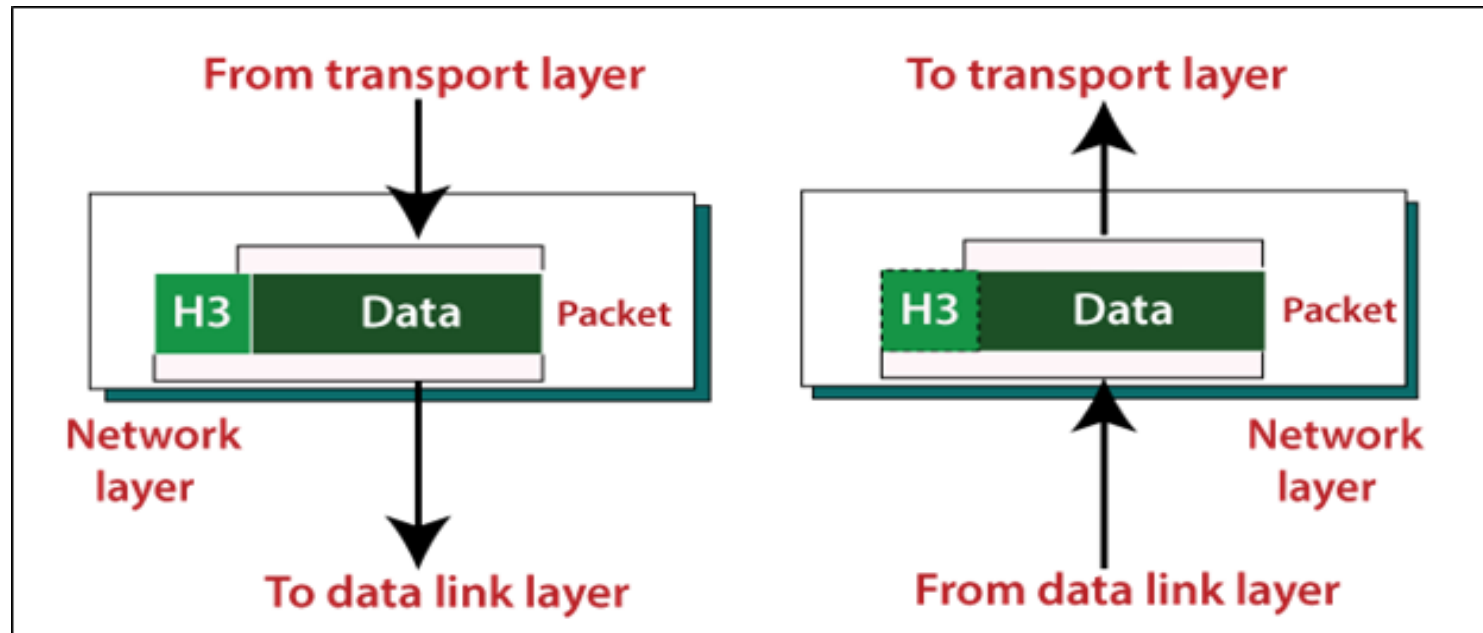 From transport layer
H3 Data Packet
Network
layer
To data link layer
To transport layer
H3 Data Packet
Network
layer
From data link layer